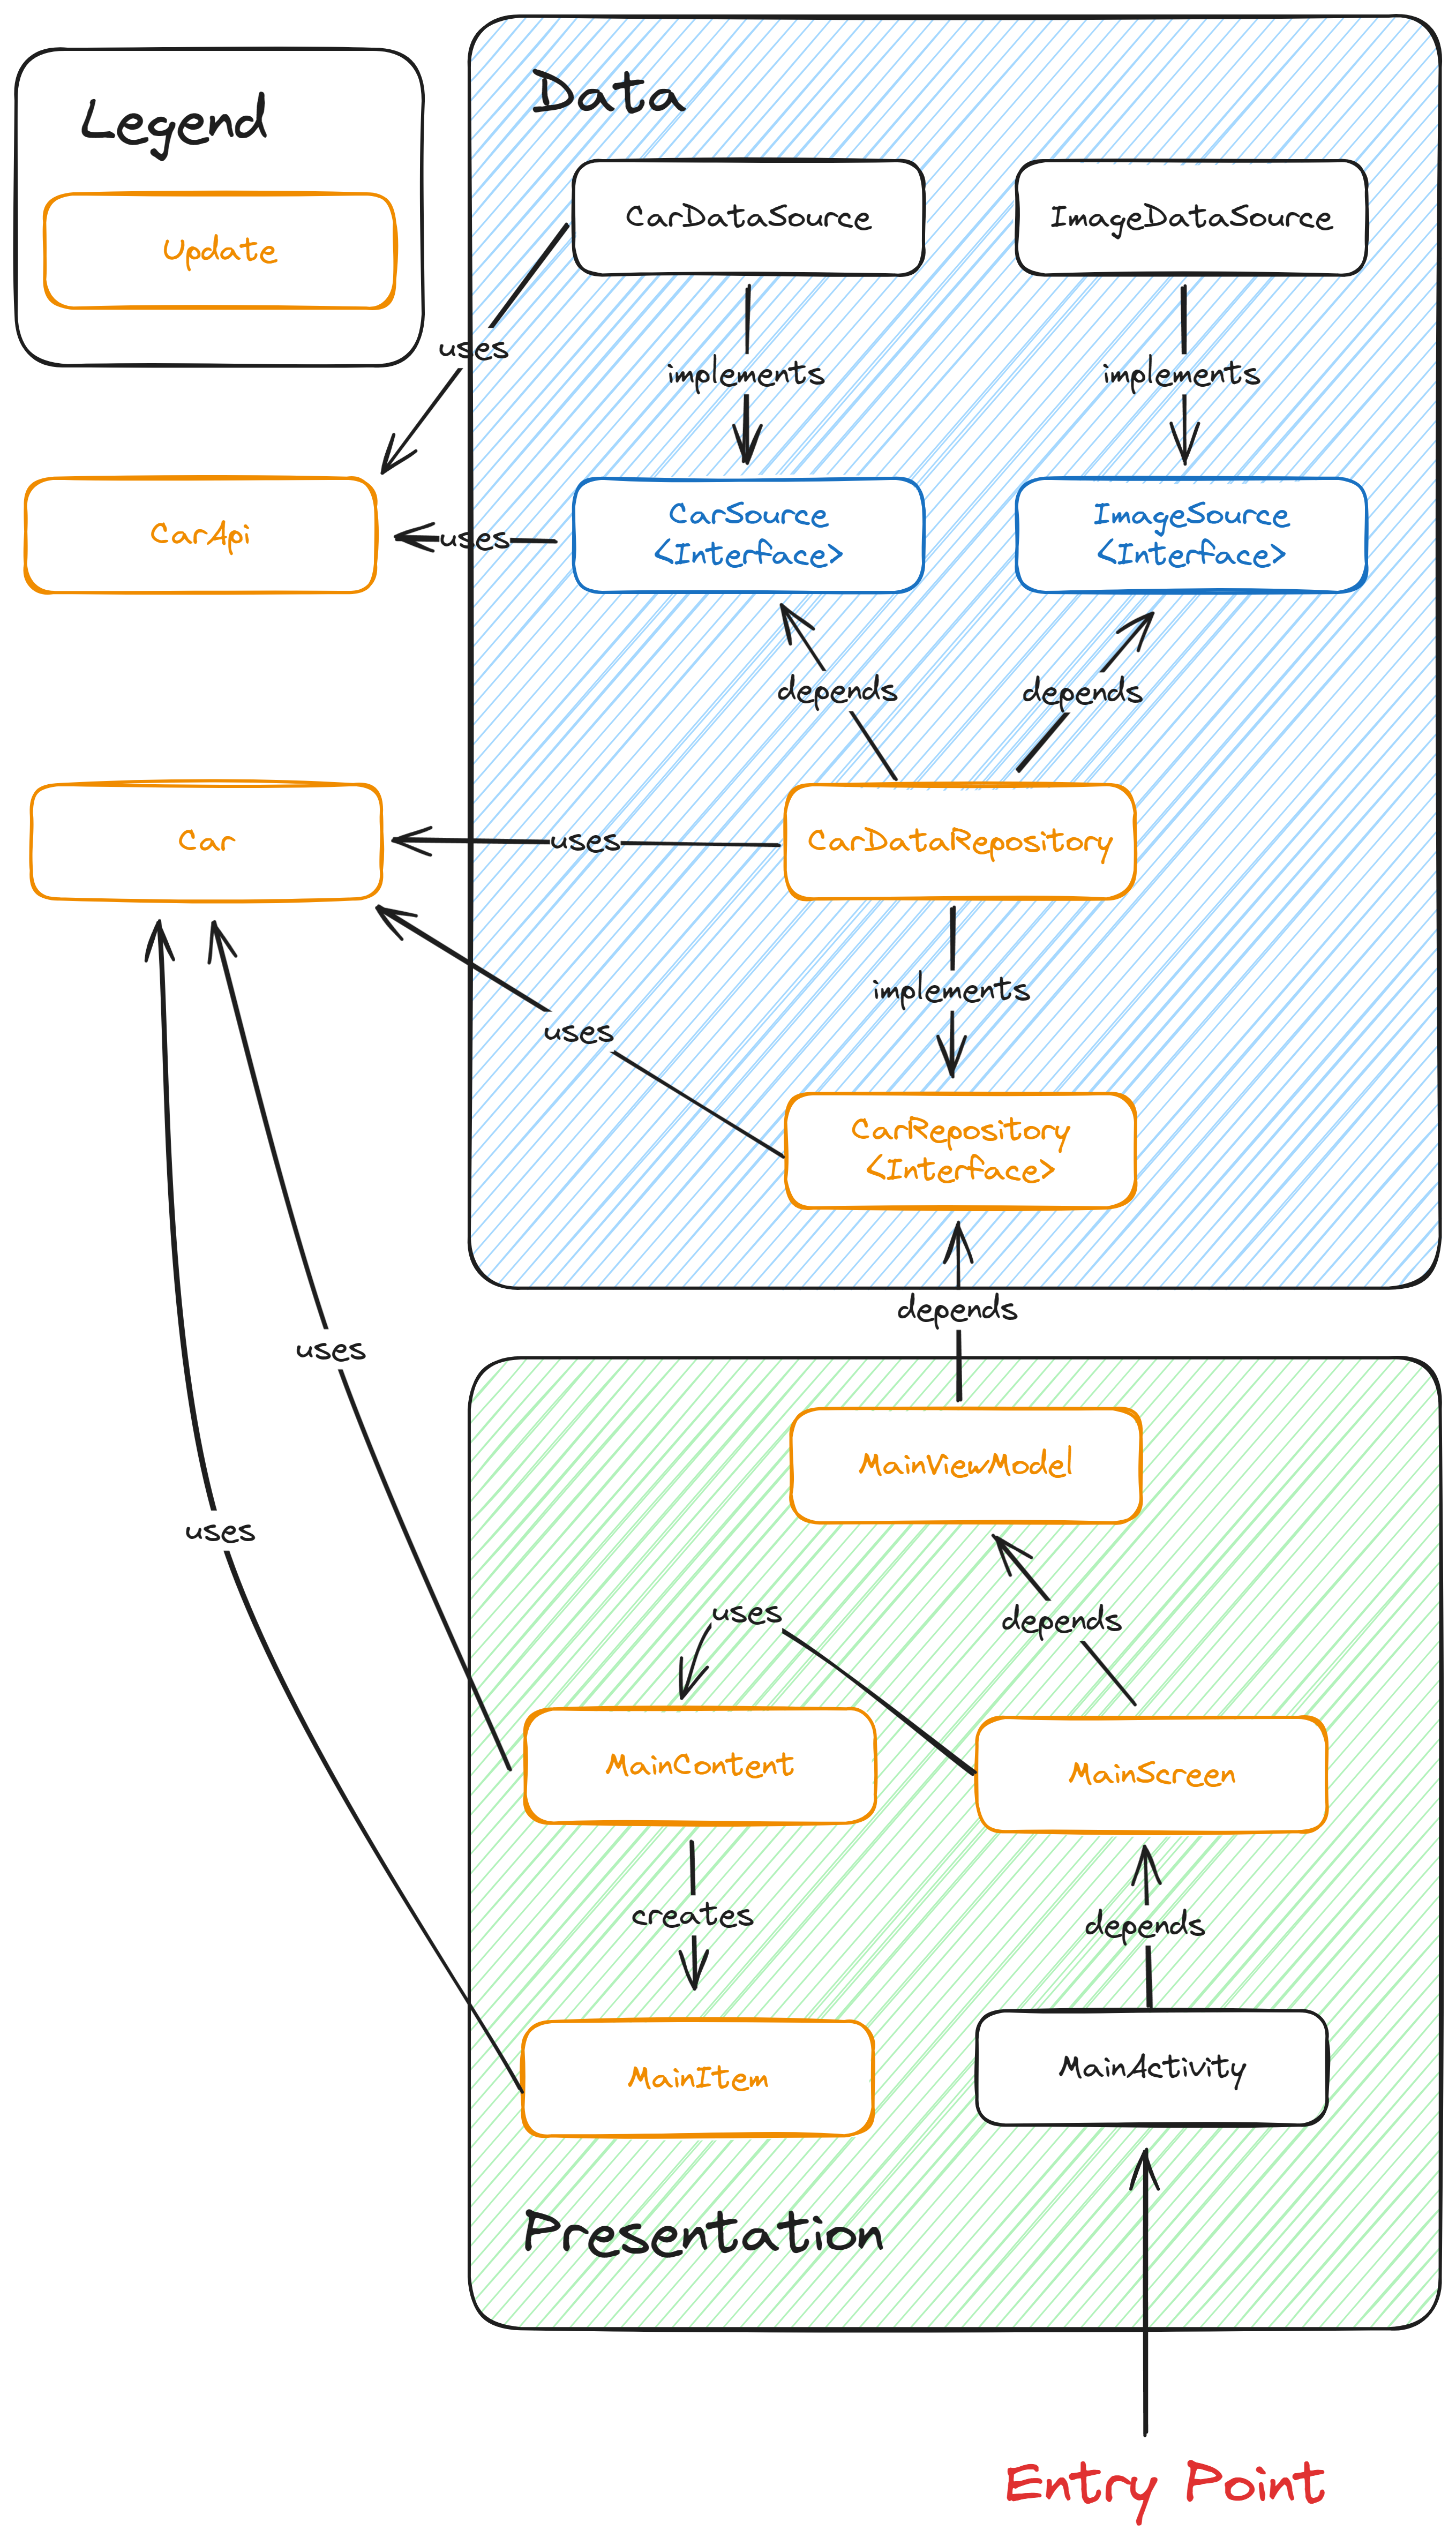 Legend
Update
Data
CarDataSource
ImageDataSource
uses
implements
implements
CarApi
uses
CarSource
<Interface>
ImageSource
<Interface>
depends
depends
Car
uses
CarDataRepository
implements
uses
CarRepository
<Interface>
depends
uses
MainViewModel
uses
uses
depends
MainContent
MainScreen
creates
depends
MainItem
MainActivity
Presentation
Entry Point